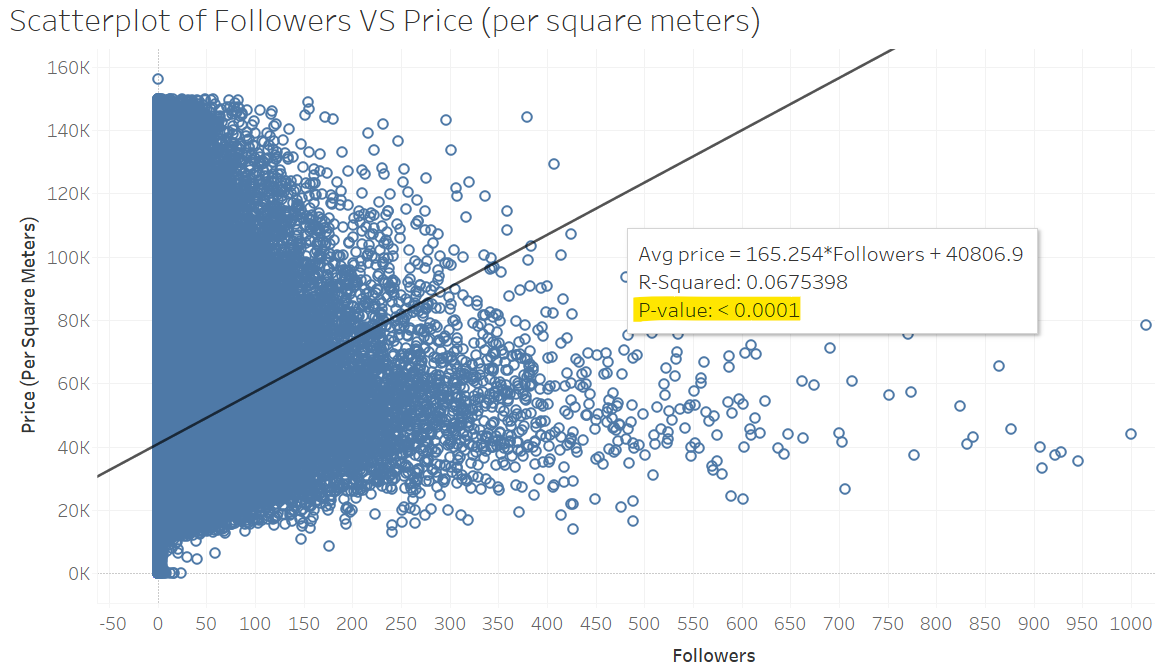 Scatterplot of Followers VS Price (per square meters)
160K
140K
120K
100K
80K
60K
40K
20K
0K
Price (Per Square Meters)
Avg price = 165.254*Followers + 40806.9
R-Squared: 0.0675398
P-value: < 0.0001
-50 0 50 100 150 200 250 300 350 400 450 500 550 600 650 700 750 800 850 900 950 1000
Followers